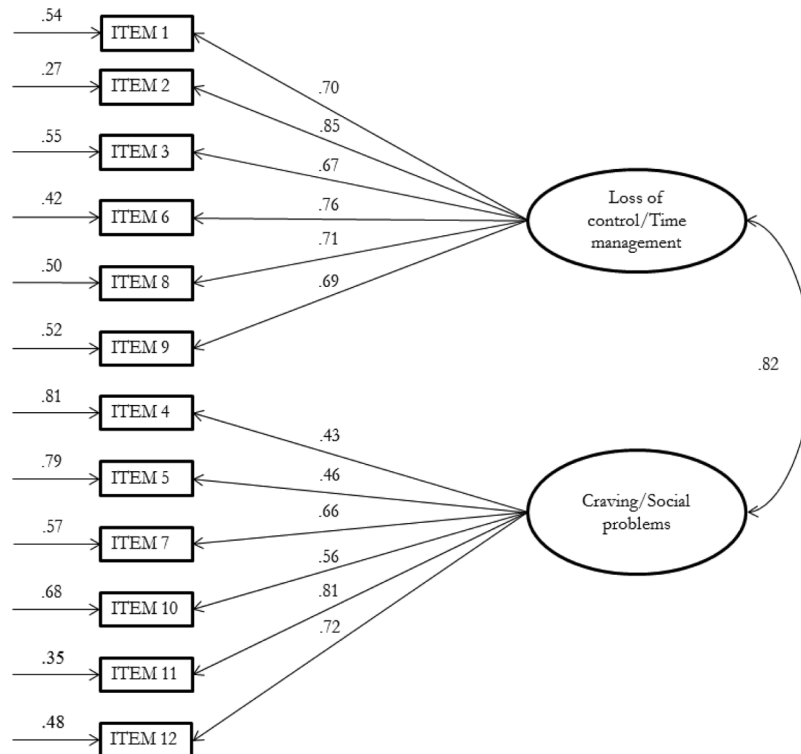 .54
ITEM 1
.27
ITEM 2
.70
.85
.55
ITEM 3
.67
.42
ITEM 6
.76
Loss of
control/Time
management
.71
.50
ITEM 8
.69
.52
ITEM 9
.82
.81
ITEM 4
.43
.79
ITEM 5
.46
.66
Craving/Social
problems
.57
ITEM 7
.56
.68
ITEM 10
.81
.72
.35
ITEM 11
.48
ITEM 12